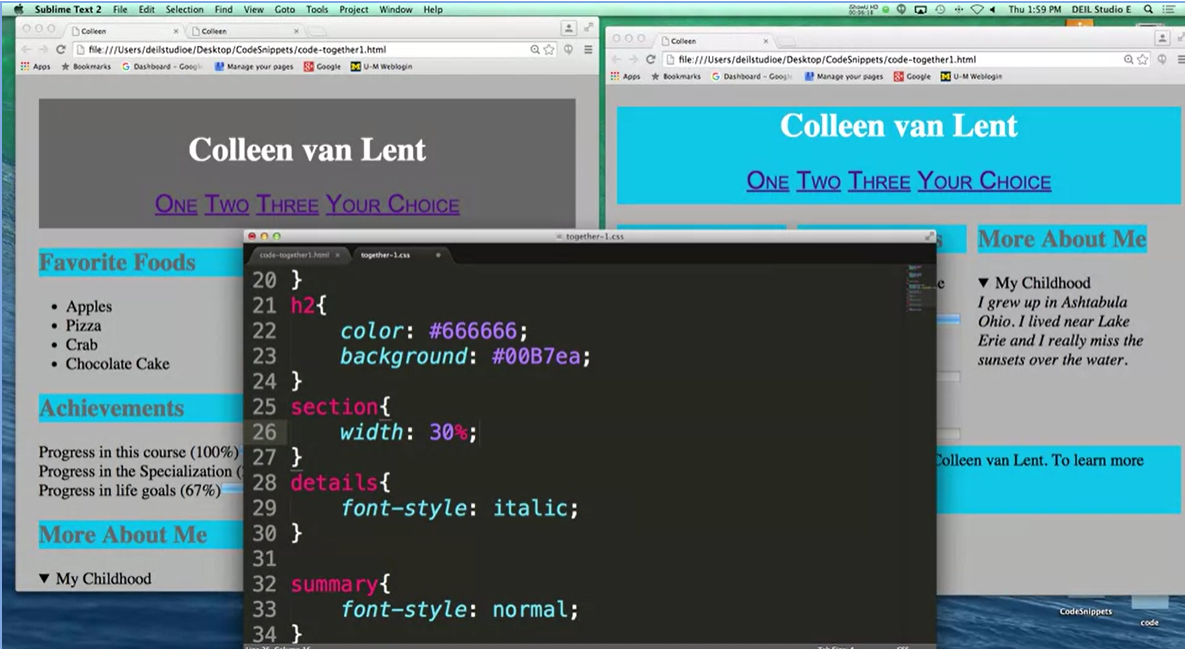 Sublime Text 2 File Edit Selection Find View Goto Tools Project Window Help
Thu 1:59 PM DEIL Studio E
Colleen
Colleen
file:///Users/deilstudioe/Desktop/CodeSnippets/code-together1.html
Apps Bookmarks Dashboard – Google Manage your pages Google U-M Weblogin
Colleen van Lent
One Two Three Your Choice
Favorite Foods
• Apples
• Pizza
• Crab
• Chocolate Cake
Achievements
Progress in this course (100%)
Progress in the Specialization (
Progress in life goals (67%)
More About Me
▼ My Childhood
Colleen
file:///Users/deilstudioe/Desktop/CodeSnippets/code-together1.html
Apps Bookmarks Dashboard – Google Manage your pages Google U-M Weblogin
Colleen van Lent
One Two Three Your Choice
s
e
More About Me
▼ My Childhood
I grew up in Ashtabula
Ohio. I lived near Lake
Erie and I really miss the
sunsets over the water.
Colleen van Lent. To learn more
together-1.css
code-together1.html
together-1.css
20 }
21 h2{
22 color: #666666;
23 background: #00B7ea;
24 }
25 section{
26 width: 30%;
27 }
28 details{
29 font-style: italic;
30 }
31
32 summary{
33 font-style: normal;
34 }
CodeSnippets
code